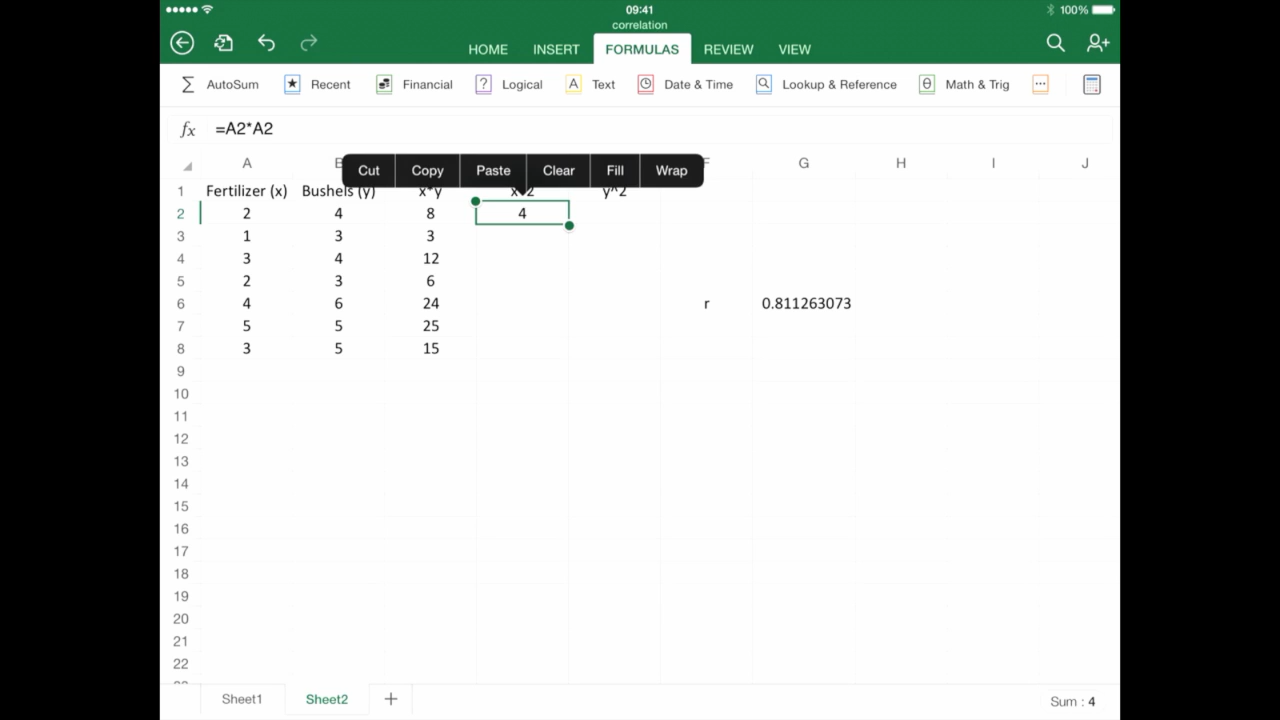 09:41
100%
correlation
HOME INSERT FORMULAS REVIEW VIEW
AutoSum Recent Financial Logical Text Date & Time Lookup & Reference Math & Trig
fx =A2*A2
A B F G H I J
Cut Copy Paste Clear Fill Wrap
1 Fertilizer (x) Bushels (y) x*y x^2 y^2
2 2 4 8 4
3 1 3 3
4 3 4 12
5 2 3 6
6 4 6 24 r 0.811263073
7 5 5 25
8 3 5 15
9
10
11
12
13
14
15
16
17
18
19
20
21
22
Sheet1 Sheet2 + Sum : 4